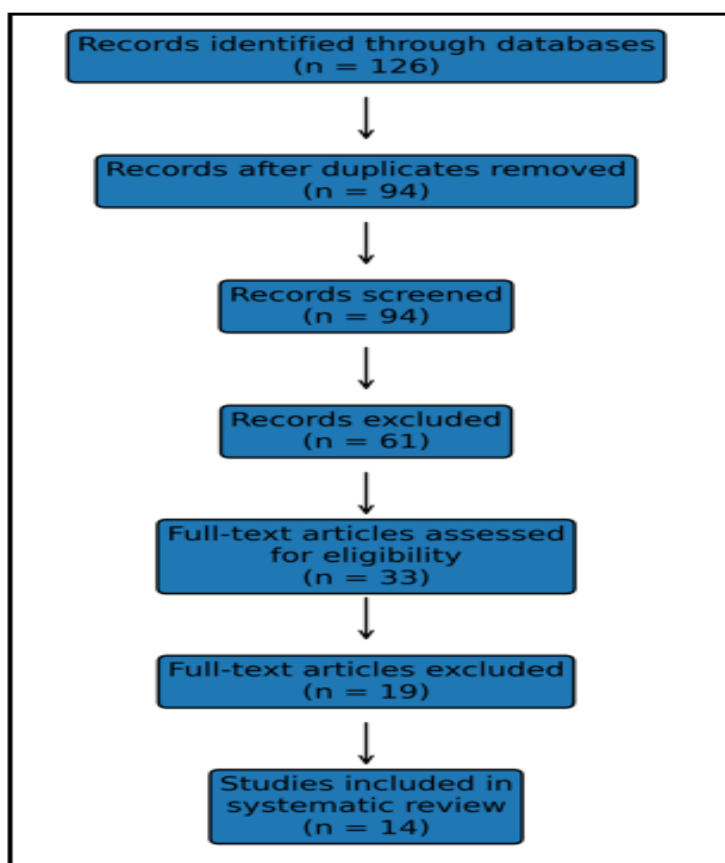 Records identified through databases
(n = 126)
Records after duplicates removed
(n = 94)
Records screened
(n = 94)
Records excluded
(n = 61)
Full-text articles assessed
for eligibility
(n = 33)
Full-text articles excluded
(n = 19)
Studies included in
systematic review
(n = 14)